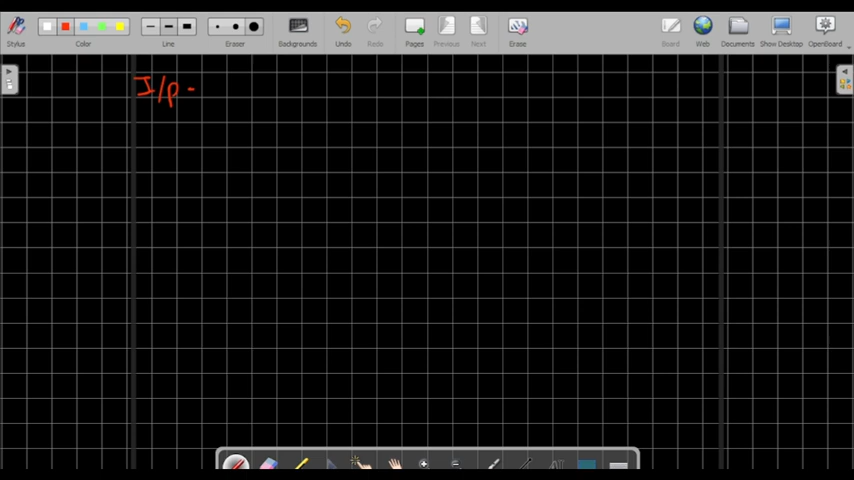 Stylus
Color
Line
Eraser
Backgrounds
Undo
Redo
Pages
Previous
Next
Erase
Board
Web
Documents
Show Desktop
OpenBoard
I/p -